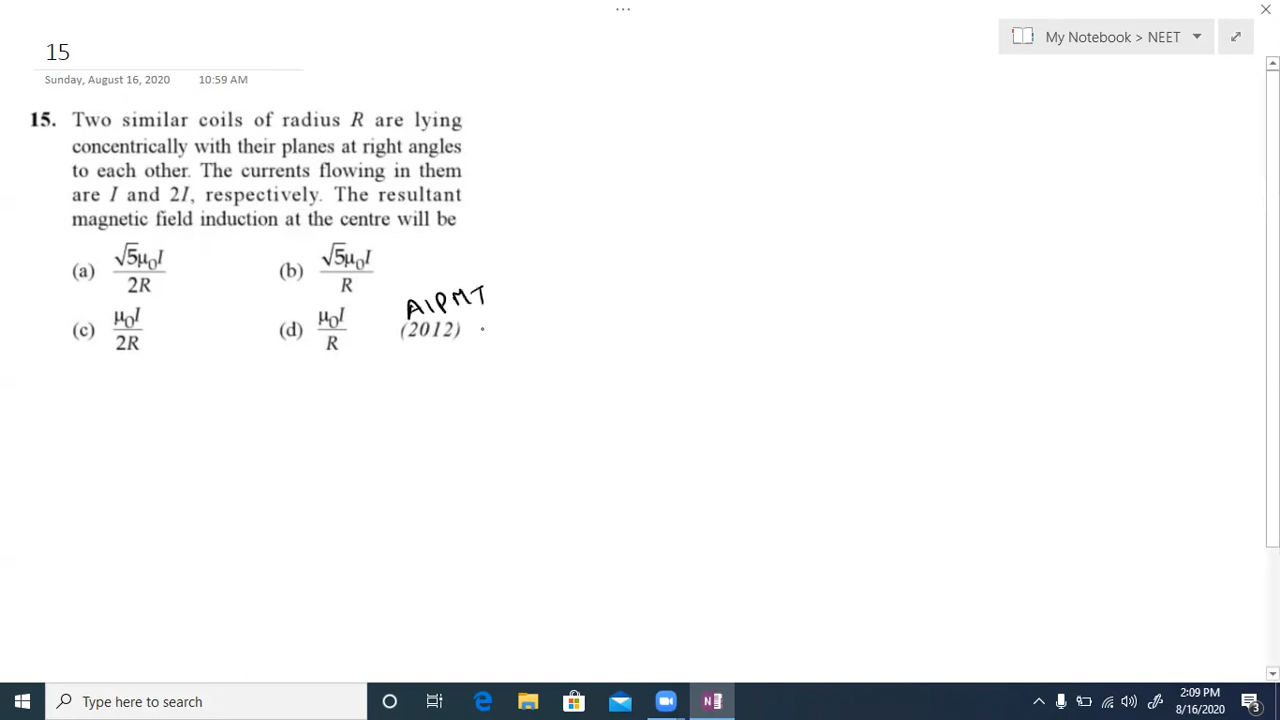 ...
15
My Notebook > NEET
Sunday, August 16, 2020 10:59 AM
15. Two similar coils of radius R are lying
concentrically with their planes at right angles
to each other. The currents flowing in them
are I and 2I, respectively. The resultant
magnetic field induction at the centre will be
(a) √5μ₀I/2R (b) √5μ₀I/R
AIPMT
(c) μ₀I/2R (d) μ₀I/R (2012)
Type here to search
N
2:09 PM
8/16/2020
3